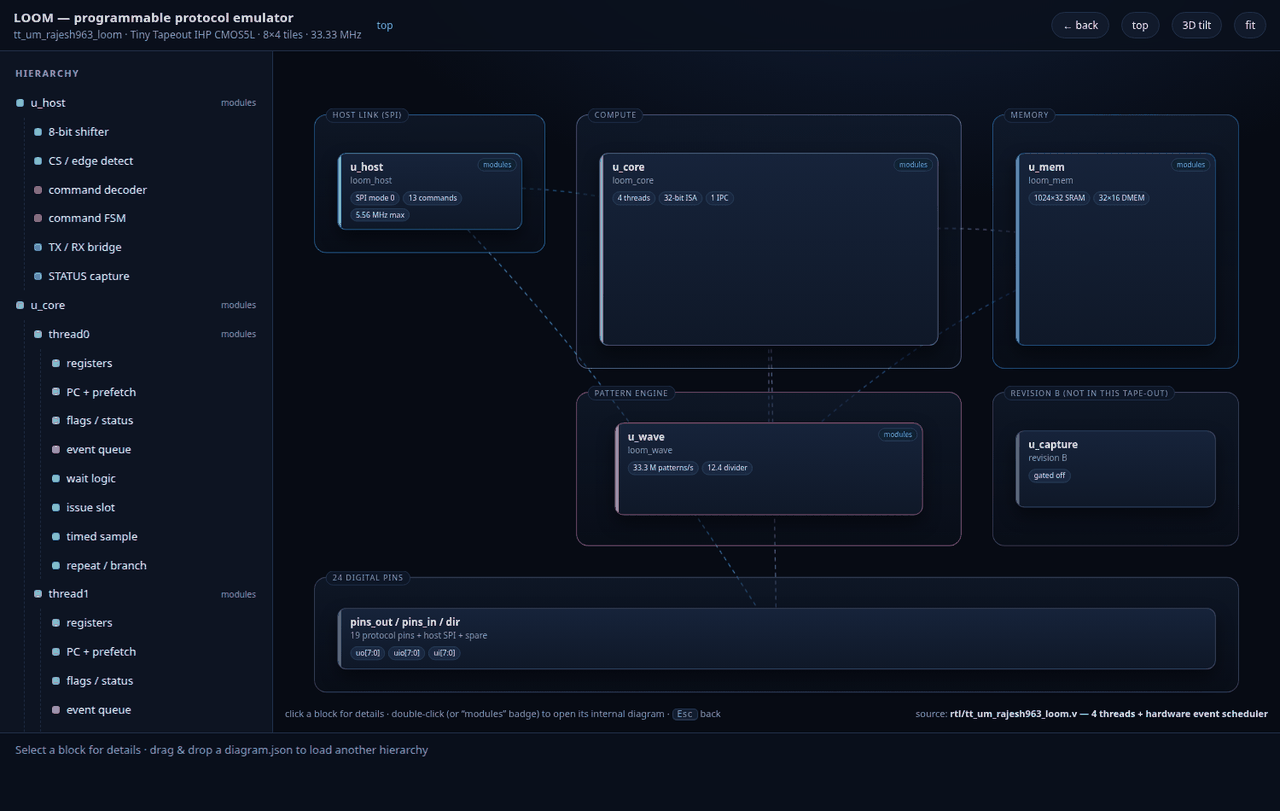 LOOM — programmable protocol emulator
tt_um_rajesh963_loom · Tiny Tapeout IHP CMOS5L · 8×4 tiles · 33.33 MHz
top
← back
top
3D tilt
fit
HIERARCHY
u_host modules
8-bit shifter
CS / edge detect
command decoder
command FSM
TX / RX bridge
STATUS capture
u_core modules
thread0 modules
registers
PC + prefetch
flags / status
event queue
wait logic
issue slot
timed sample
repeat / branch
thread1 modules
registers
PC + prefetch
flags / status
event queue
HOST LINK (SPI)
u_host modules
loom_host
SPI mode 0 13 commands
5.56 MHz max
COMPUTE
u_core modules
loom_core
4 threads 32-bit ISA 1 IPC
MEMORY
u_mem modules
loom_mem
1024×32 SRAM 32×16 DMEM
PATTERN ENGINE
u_wave modules
loom_wave
33.3 M patterns/s 12.4 divider
REVISION B (NOT IN THIS TAPE-OUT)
u_capture
revision B
gated off
24 DIGITAL PINS
pins_out / pins_in / dir
19 protocol pins + host SPI + spare
uo[7:0] uio[7:0] ui[7:0]
click a block for details · double-click (or “modules” badge) to open its internal diagram · Esc back
source: rtl/tt_um_rajesh963_loom.v — 4 threads + hardware event scheduler
Select a block for details · drag & drop a diagram.json to load another hierarchy